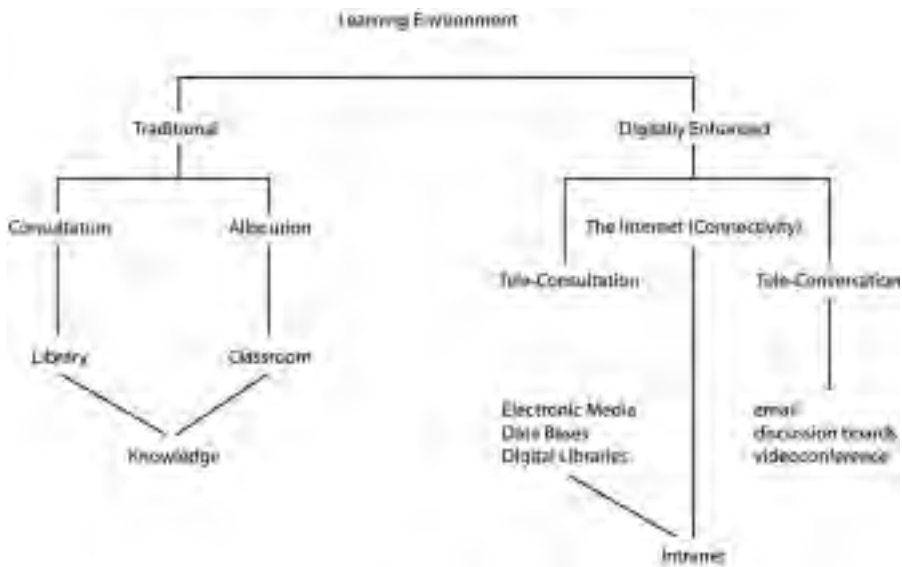 Learning Environment
Traditional
Digitally Enhanced
Consultation
Allocution
The Internet (Connectivity)
Tele-Consultation
Tele-Conversation
Library
Classroom
Electronic Media
Data Bases
Digital Libraries
email
discussion boards
videoconference
Knowledge
Intranet